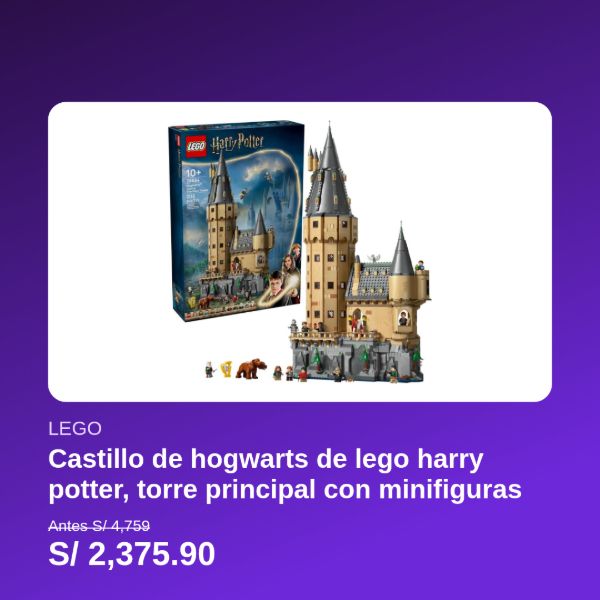 LEGO
Harry Potter
10+
LEGO
Castillo de hogwarts de lego harry
potter, torre principal con minifiguras
Antes S/ 4,759
S/ 2,375.90